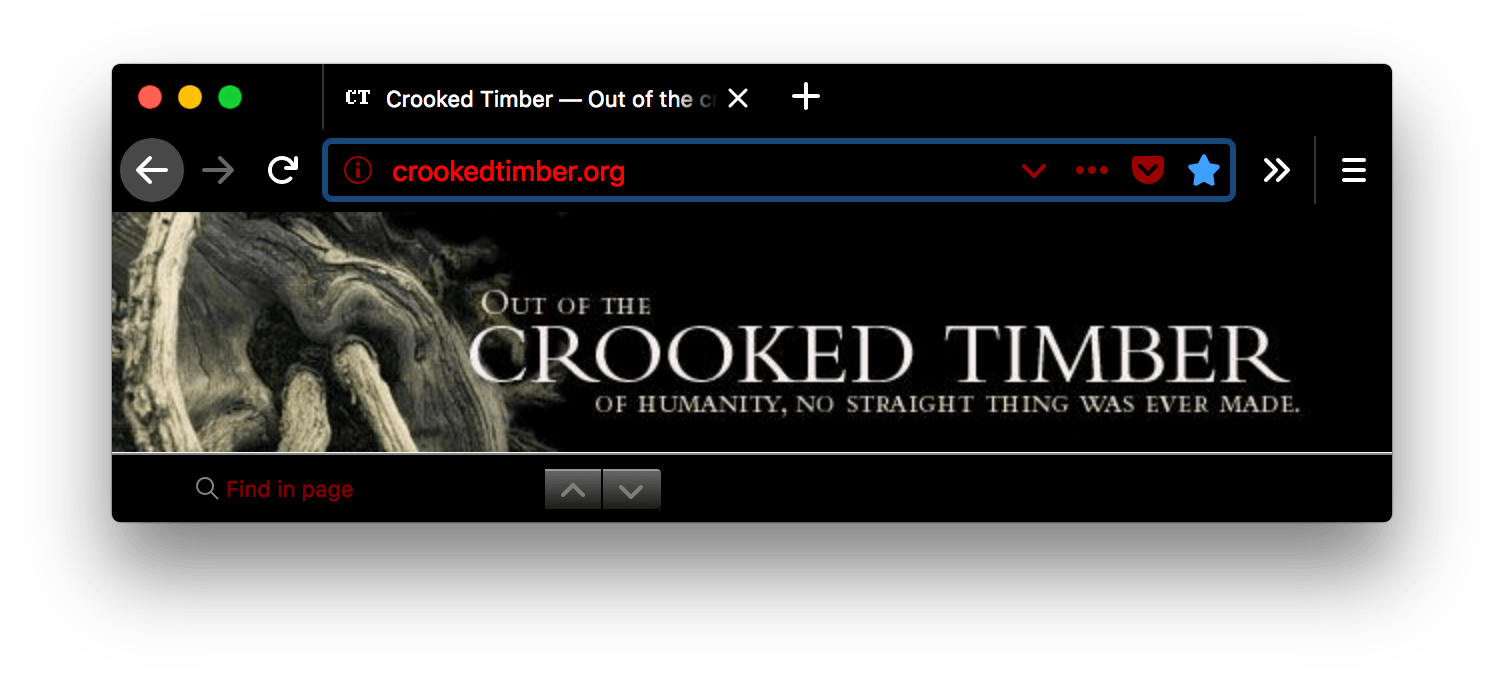 CT Crooked Timber — Out of the
crookedtimber.org
OUT OF THE
CROOKED TIMBER
OF HUMANITY, NO STRAIGHT THING WAS EVER MADE.
Find in page